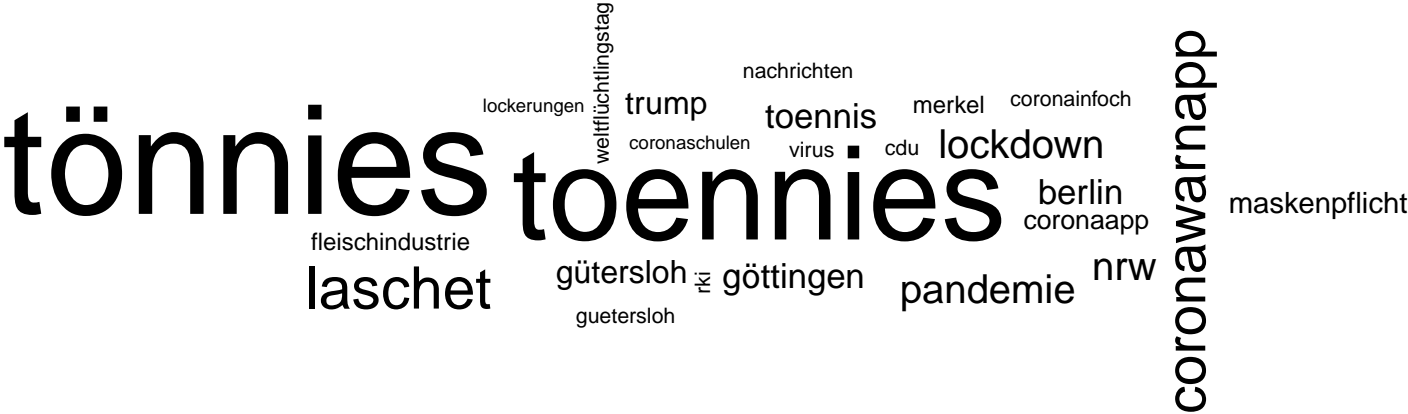 tönnies
lockerungen
weltflüchtlingstag
trump
nachrichten
toennis
merkel
coronainfoch
coronaschulen
virus
cdu
lockdown
toennies
berlin
coronaapp
coronawarnapp
maskenpflicht
fleischindustrie
laschet
gütersloh
rki
göttingen
pandemie
nrw
guetersloh